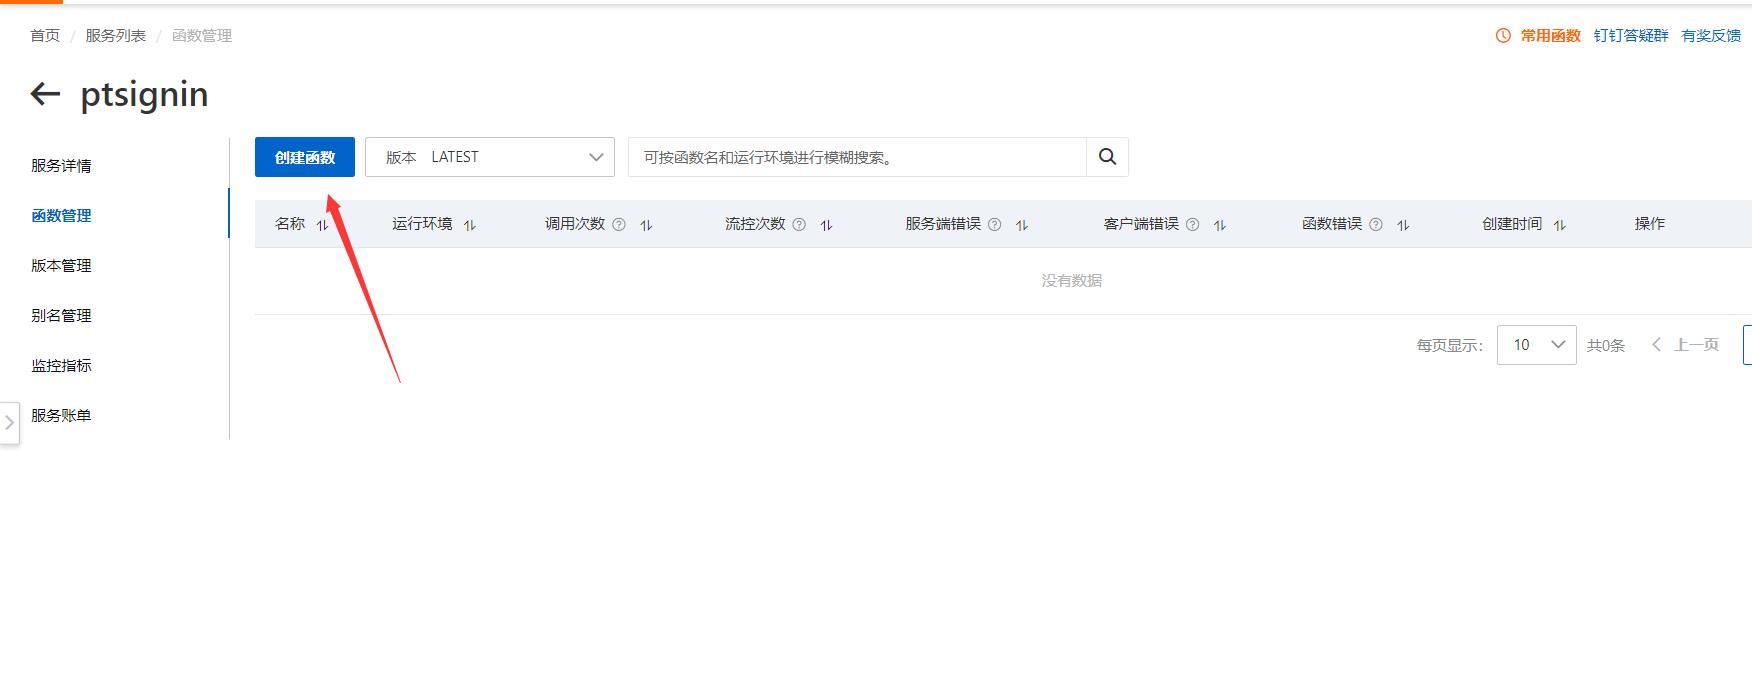 首页 / 服务列表 / 函数管理
常用函数 钉钉答疑群 有奖反馈
ptsignin
服务详情
函数管理
版本管理
别名管理
监控指标
服务账单
创建函数 版本 LATEST 可按函数名和运行环境进行模糊搜索。
名称 运行环境 调用次数 流控次数 服务端错误 客户端错误 函数错误 创建时间 操作
没有数据
每页显示: 10 共0条 上一页